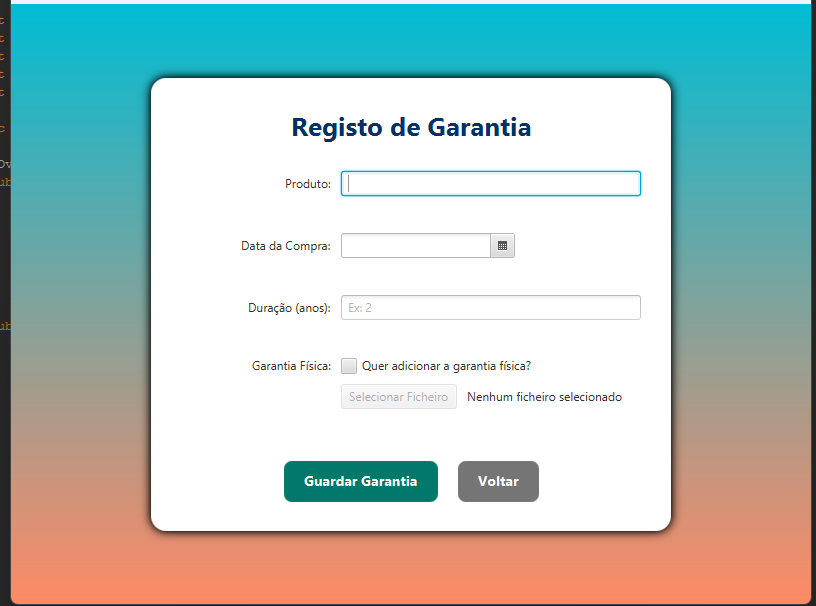 Registo de Garantia
Produto:
Data da Compra:
Duração (anos): Ex: 2
Garantia Física: Quer adicionar a garantia física?
Selecionar Ficheiro Nenhum ficheiro selecionado
Guardar Garantia Voltar